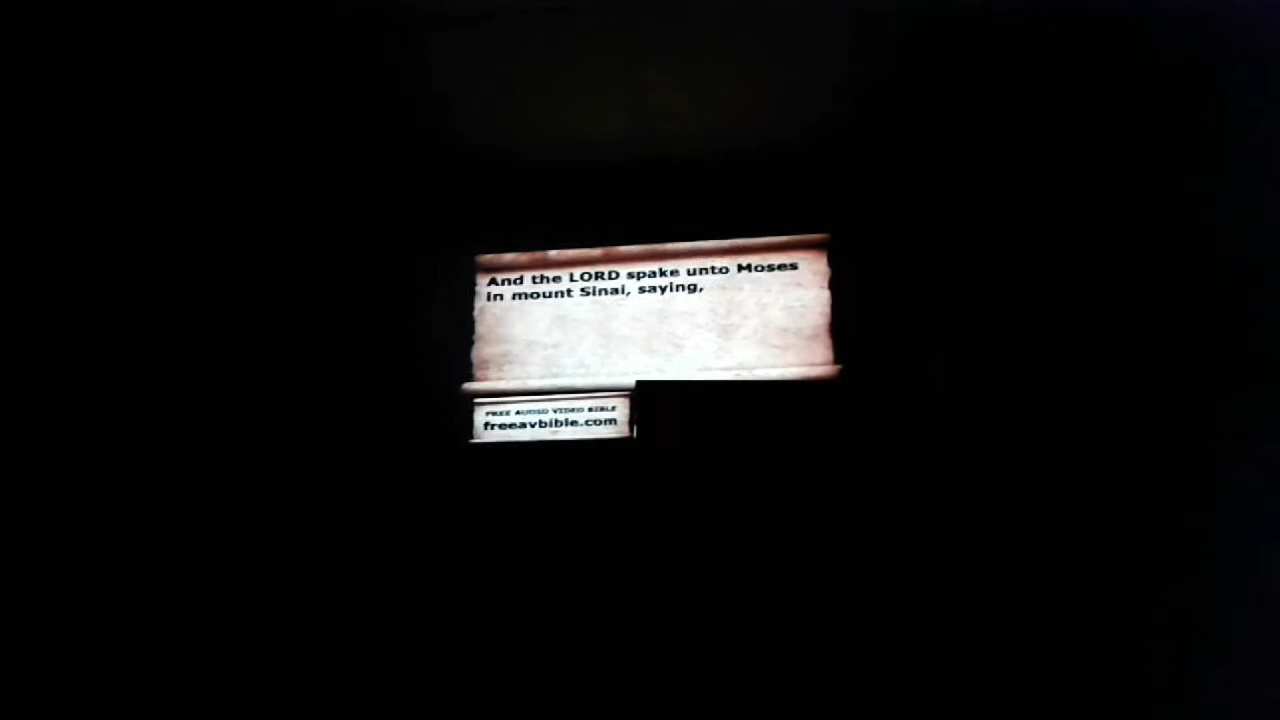 And the LORD spake unto Moses
in mount Sinai, saying,
FREE AUDIO VIDEO BIBLE
freeavbible.com